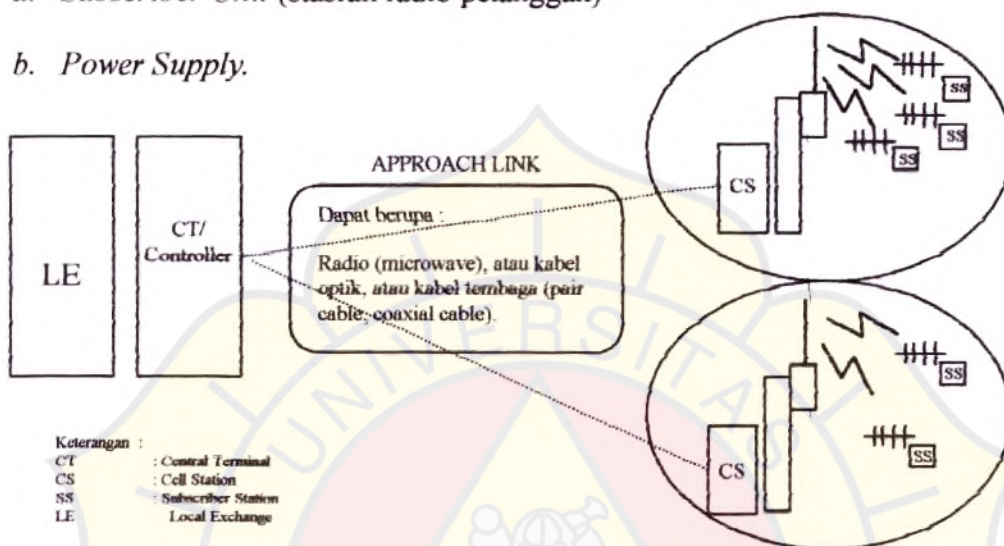 b. Power Supply.
LE
CT/
Controller
APPROACH LINK
Dapat berupa :
Radio (microwave), atau kabel
optik, atau kabel tembaga (pair
cable, coaxial cable).
CS
SS
SS
SS
CS
SS
SS
Keterangan :
CT : Central Terminal
CS : Cell Station
SS : Subscriber Station
LE Local Exchange
UNIVERSITAS